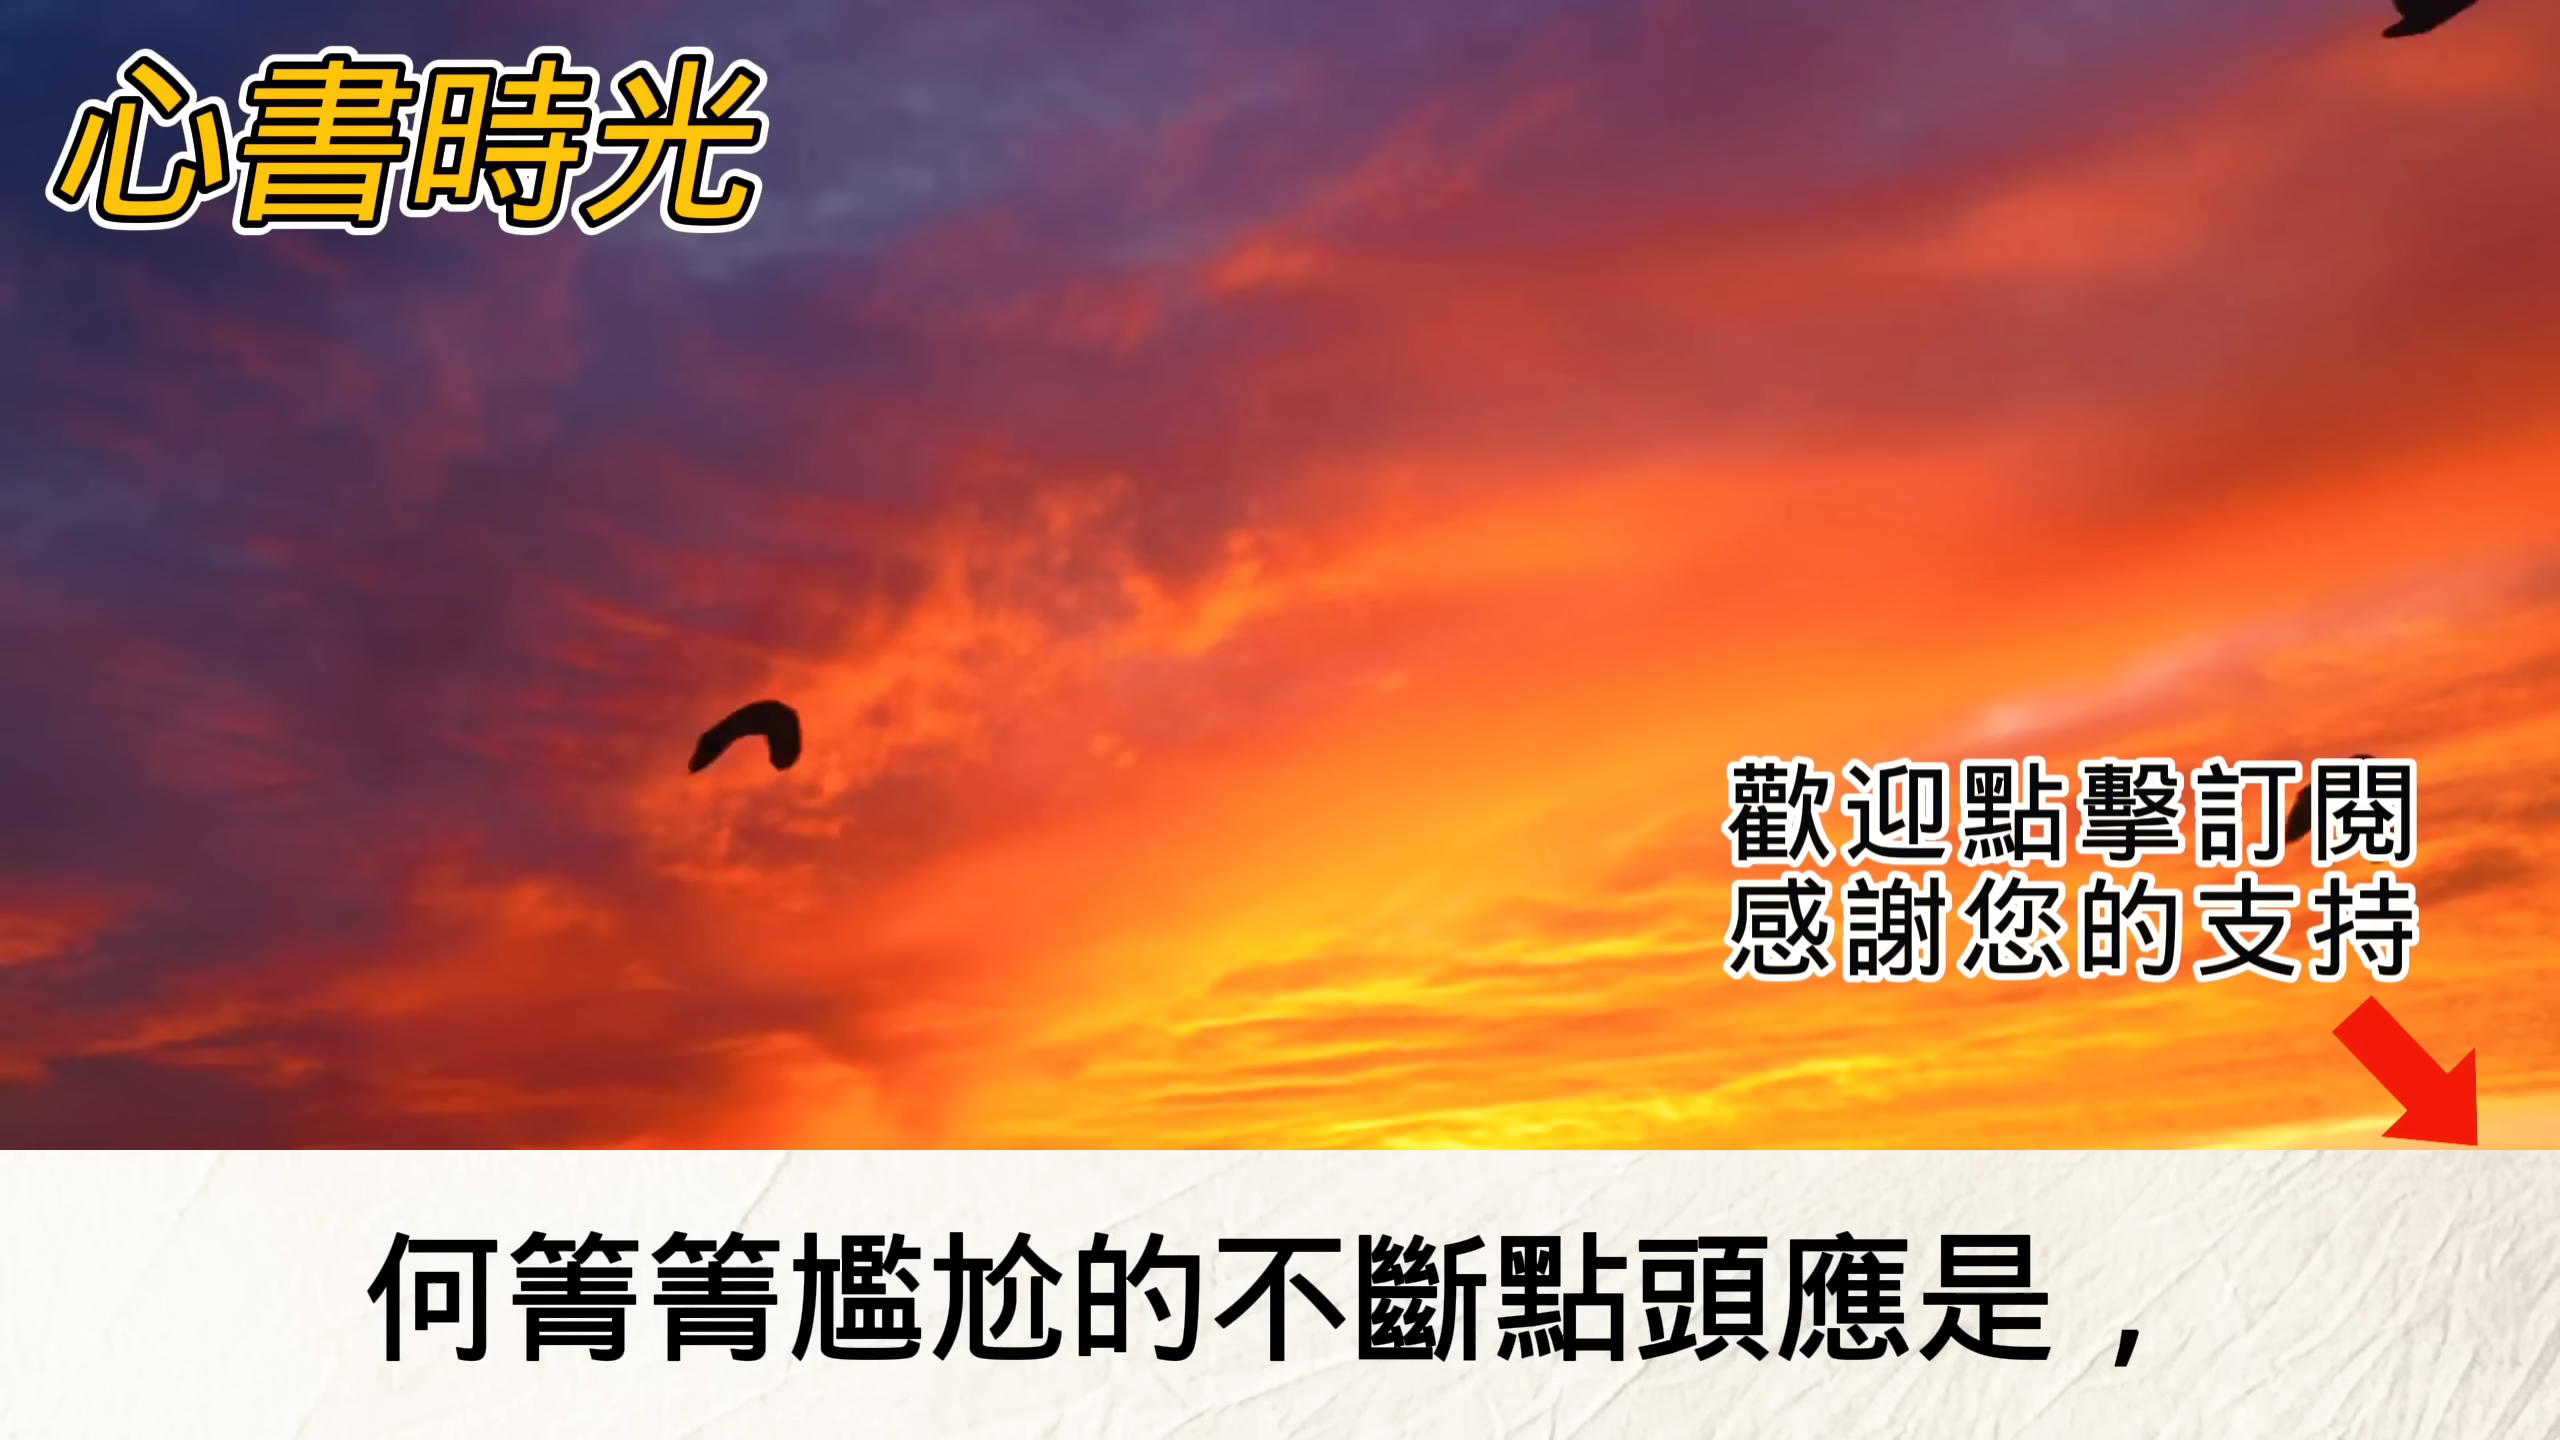 心書時光
歡迎點擊訂閱
感謝您的支持
何箐箐尷尬的不斷點頭應是，